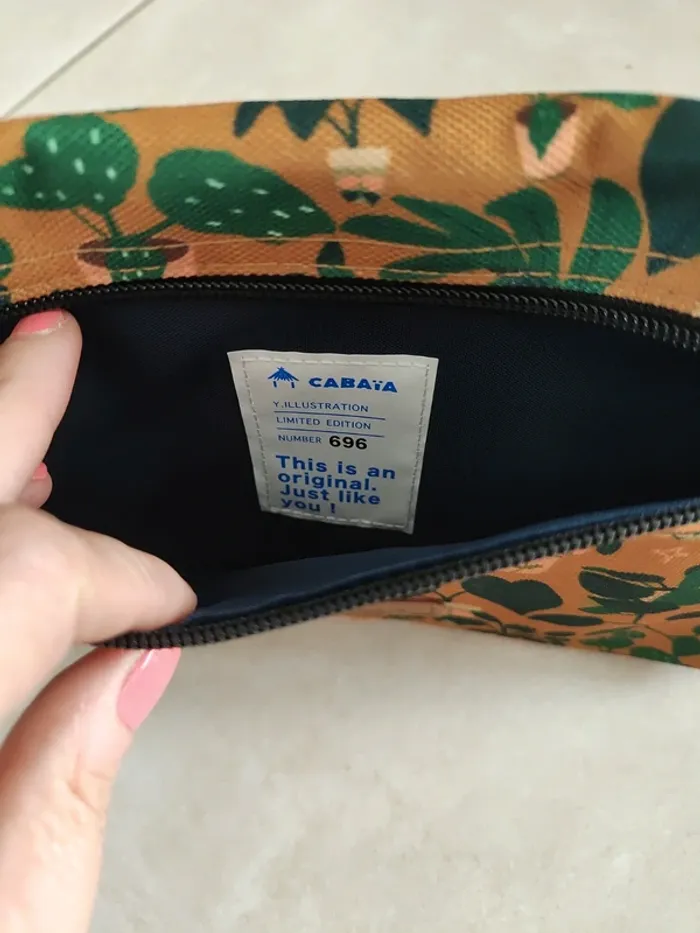 CABAïA
Y.ILLUSTRATION
LIMITED EDITION
NUMBER 696
This is an
original.
Just like
you !